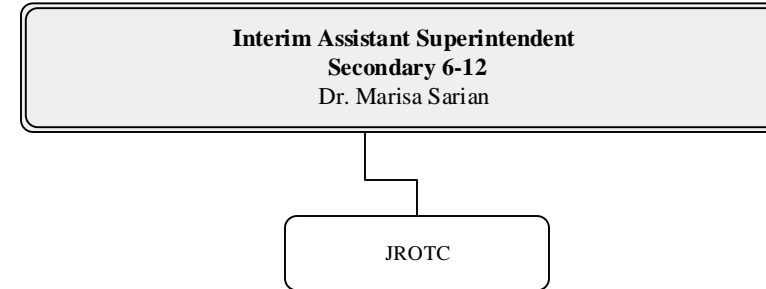 Interim Assistant Superintendent
Secondary 6-12
Dr. Marisa Sarian
JROTC